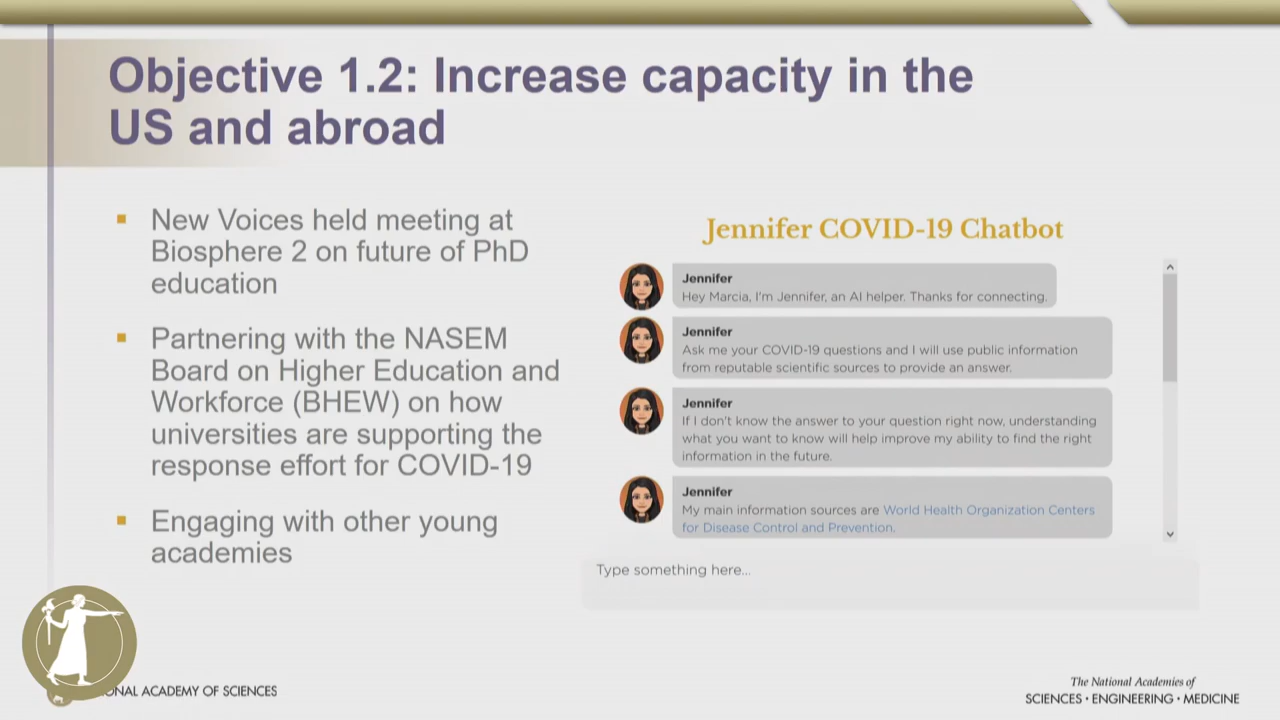 Objective 1.2: Increase capacity in the
US and abroad
New Voices held meeting at
Biosphere 2 on future of PhD
education
Partnering with the NASEM
Board on Higher Education and
Workforce (BHEW) on how
universities are supporting the
response effort for COVID-19
Engaging with other young
academies
Jennifer COVID-19 Chatbot
Jennifer
Hey Marcia, I'm Jennifer, an AI helper. Thanks for connecting.
Jennifer
Ask me your COVID-19 questions and I will use public information
from reputable scientific sources to provide an answer.
Jennifer
If I don't know the answer to your question right now, understanding
what you want to know will help improve my ability to find the right
information in the future.
Jennifer
My main information sources are World Health Organization Centers
for Disease Control and Prevention.
Type something here...
ACADEMY OF SCIENCES
The National Academies of
SCIENCES · ENGINEERING · MEDICINE